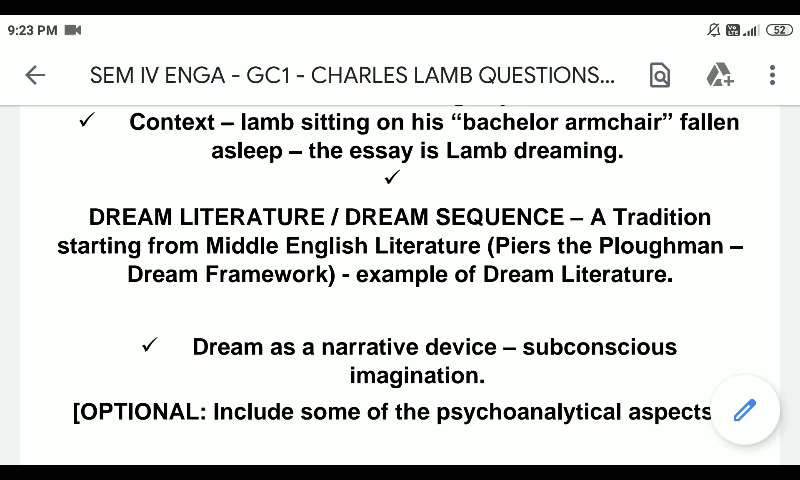 9:23 PM
52
SEM IV ENGA - GC1 - CHARLES LAMB QUESTIONS...
✓ Context – lamb sitting on his “bachelor armchair” fallen
asleep – the essay is Lamb dreaming.
✓
DREAM LITERATURE / DREAM SEQUENCE – A Tradition
starting from Middle English Literature (Piers the Ploughman –
Dream Framework) - example of Dream Literature.
✓ Dream as a narrative device – subconscious
imagination.
[OPTIONAL: Include some of the psychoanalytical aspects